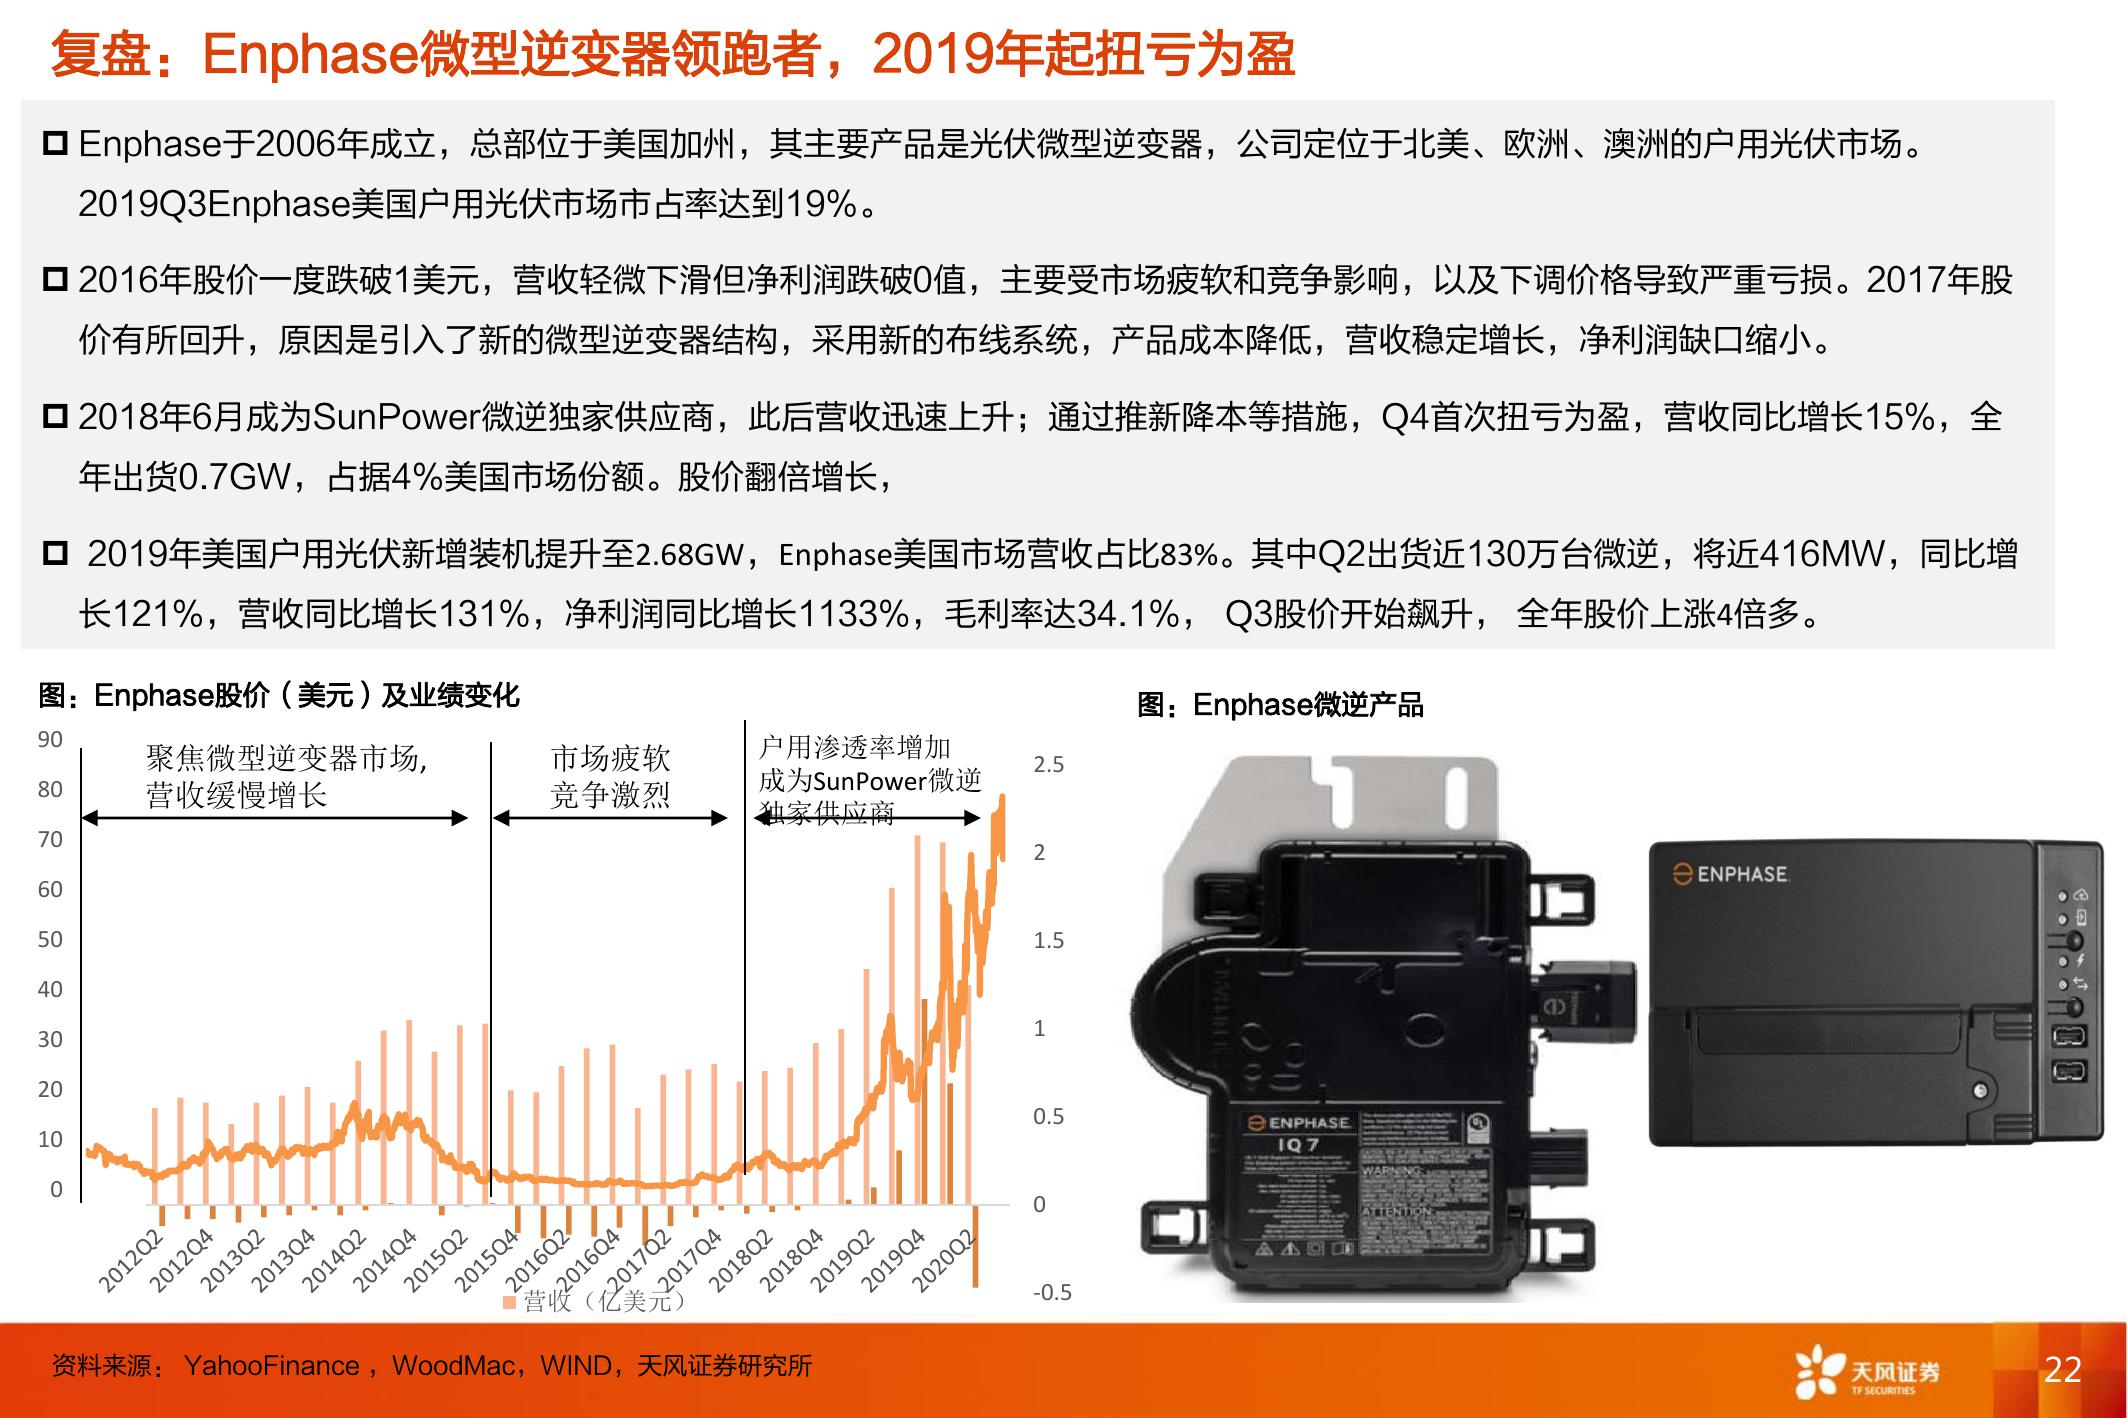 复盘：Enphase微型逆变器领跑者，2019年起扭亏为盈
Enphase于2006年成立，总部位于美国加州，其主要产品是光伏微型逆变器，公司定位于北美、欧洲、澳洲的户用光伏市场。
2019Q3Enphase美国户用光伏市场市占率达到19%。
2016年股价一度跌破1美元，营收轻微下滑但净利润跌破0值，主要受市场疲软和竞争影响，以及下调价格导致严重亏损。2017年股
价有所回升，原因是引入了新的微型逆变器结构，采用新的布线系统，产品成本降低，营收稳定增长，净利润缺口缩小。
2018年6月成为SunPower微逆独家供应商，此后营收迅速上升；通过推新降本等措施，Q4首次扭亏为盈，营收同比增长15%，全
年出货0.7GW，占据4%美国市场份额。股价翻倍增长，
2019年美国户用光伏新增装机提升至2.68GW，Enphase美国市场营收占比83%。其中Q2出货近130万台微逆，将近416MW，同比增
长121%，营收同比增长131%，净利润同比增长1133%，毛利率达34.1%， Q3股价开始飙升， 全年股价上涨4倍多。
图：Enphase股价（美元）及业绩变化
90
80
70
60
50
40
30
20
10
0
聚焦微型逆变器市场,
营收缓慢增长
市场疲软
竞争激烈
户用渗透率增加
成为SunPower微逆
独家供应商
2.5
2
1.5
1
0.5
0
-0.5
2012Q2
2012Q4
2013Q2
2013Q4
2014Q2
2014Q4
2015Q2
2015Q4
2016Q2
2016Q4
2017Q2
2017Q4
2018Q2
2018Q4
2019Q2
2019Q4
2020Q2
营收（亿美元）
图：Enphase微逆产品
ENPHASE
ENPHASE
IQ 7
WARNING:
ATTENTION:
资料来源： YahooFinance ，WoodMac，WIND，天风证券研究所
天风证券
TF SECURITIES
22